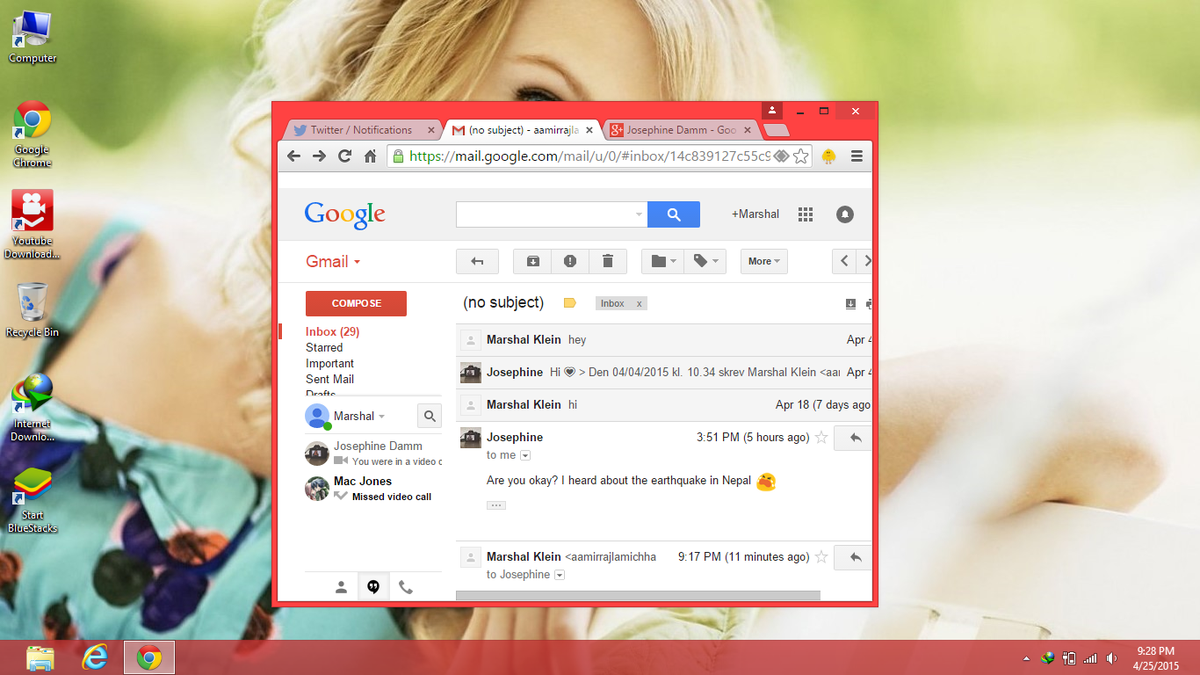 Computer
Google
Chrome
Youtube
Download...
Recycle Bin
Internet
Downlo...
Start
BlueStacks
Twitter / Notifications
(no subject) - aamirrajla
Josephine Damm - Goo
https://mail.google.com/mail/u/0/#inbox/14c839127c55c9
Google
+Marshal
Gmail
More
COMPOSE
(no subject)
Inbox x
Inbox (29)
Starred
Important
Sent Mail
Drafts
Marshal
Josephine Damm
You were in a video c
Mac Jones
Missed video call
Marshal Klein hey Apr 4
Josephine Hi > Den 04/04/2015 kl. 10.34 skrev Marshal Klein <aar Apr 4
Marshal Klein hi Apr 18 (7 days ago
Josephine 3:51 PM (5 hours ago)
to me
Are you okay? I heard about the earthquake in Nepal
...
Marshal Klein <aamirrajlamichha 9:17 PM (11 minutes ago)
to Josephine
9:28 PM
4/25/2015